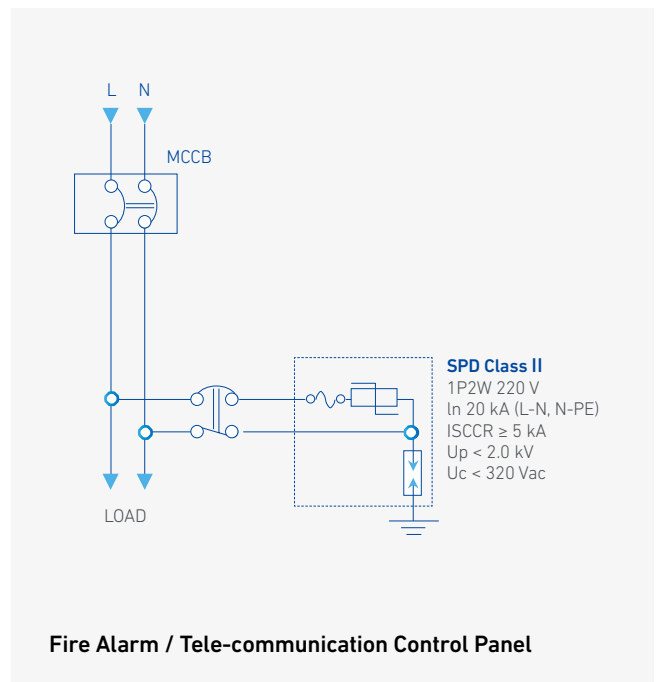 L N
MCCB
SPD Class II
1P2W 220 V
ln 20 kA (L-N, N-PE)
ISCCR ≥ 5 kA
Up < 2.0 kV
Uc < 320 Vac
LOAD
Fire Alarm / Tele-communication Control Panel